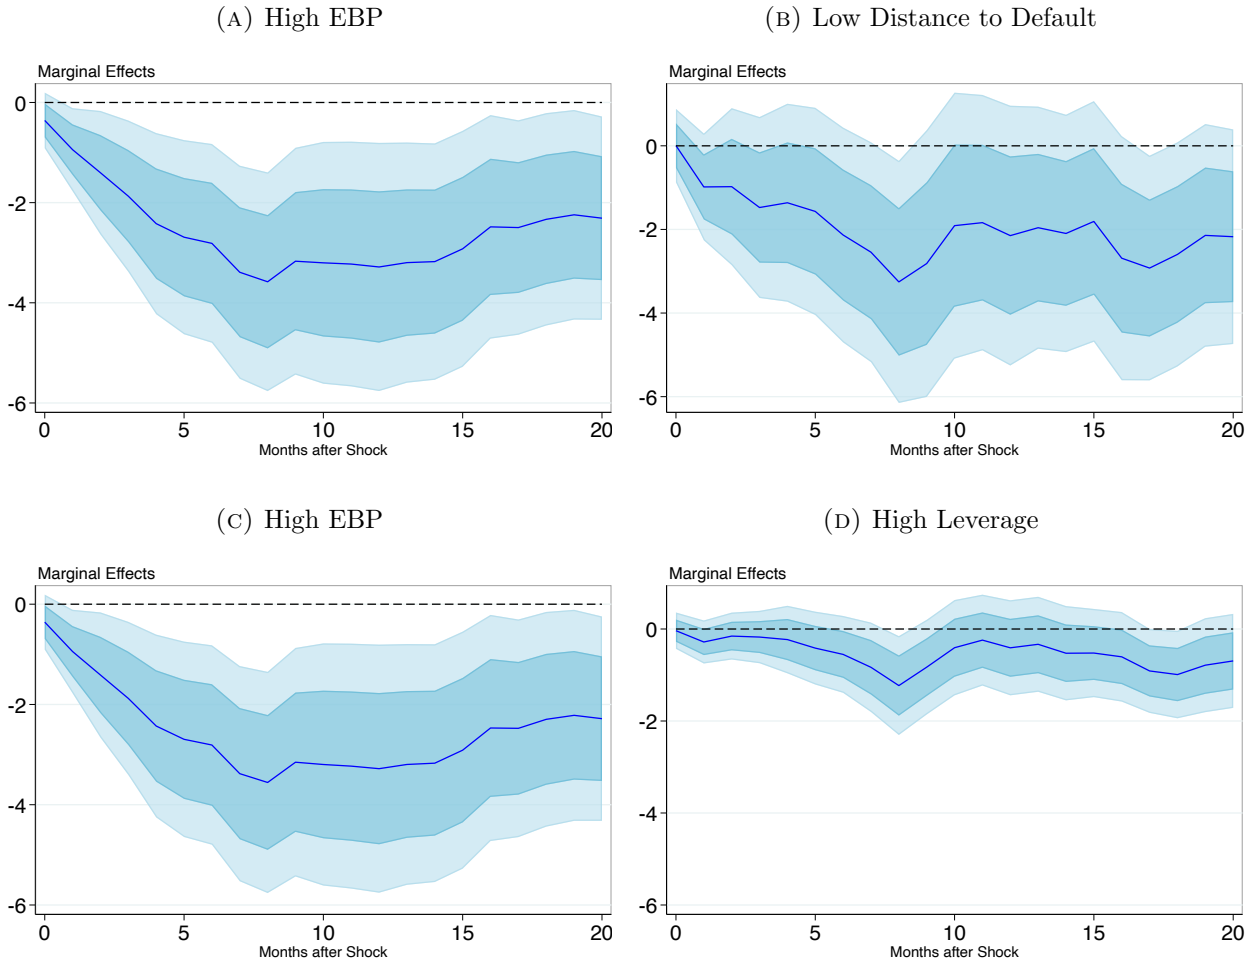 (A) High EBP
Marginal Effects
0
-2
-4
-6
0 5 10 15 20
Months after Shock
(B) Low Distance to Default
Marginal Effects
0
-2
-4
-6
0 5 10 15 20
Months after Shock
(C) High EBP
Marginal Effects
0
-2
-4
-6
0 5 10 15 20
Months after Shock
(D) High Leverage
Marginal Effects
0
-2
-4
-6
0 5 10 15 20
Months after Shock